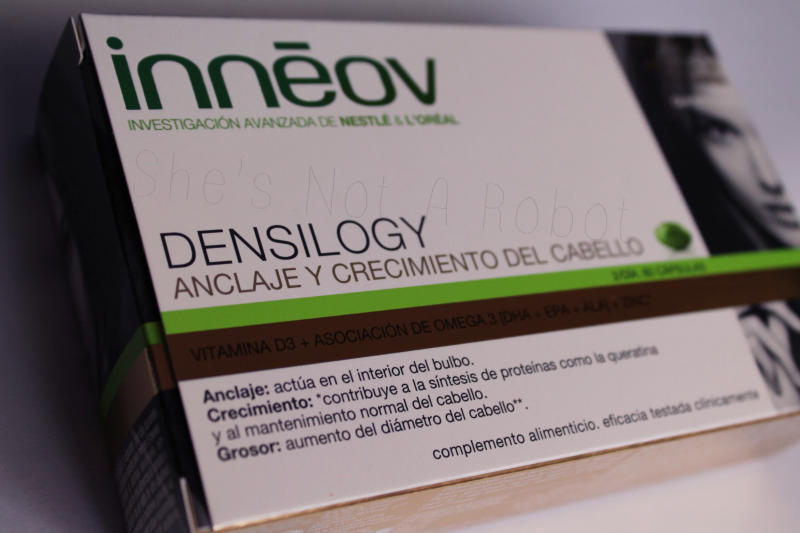 innēov
INVESTIGACIÓN AVANZADA DE NESTLÉ & L'ORÉAL
She's Not A Robot
DENSILOGY
ANCLAJE Y CRECIMIENTO DEL CABELLO
2/DÍA. 60 CÁPSULAS
VITAMINA D3 + ASOCIACIÓN DE OMEGA 3 [DHA + EPA + ALA] + ZINC*
Anclaje: actúa en el interior del bulbo.
Crecimiento: *contribuye a la síntesis de proteínas como la queratina
y al mantenimiento normal del cabello.
Grosor: aumento del diámetro del cabello**.
complemento alimenticio. eficacia testada clínicamente